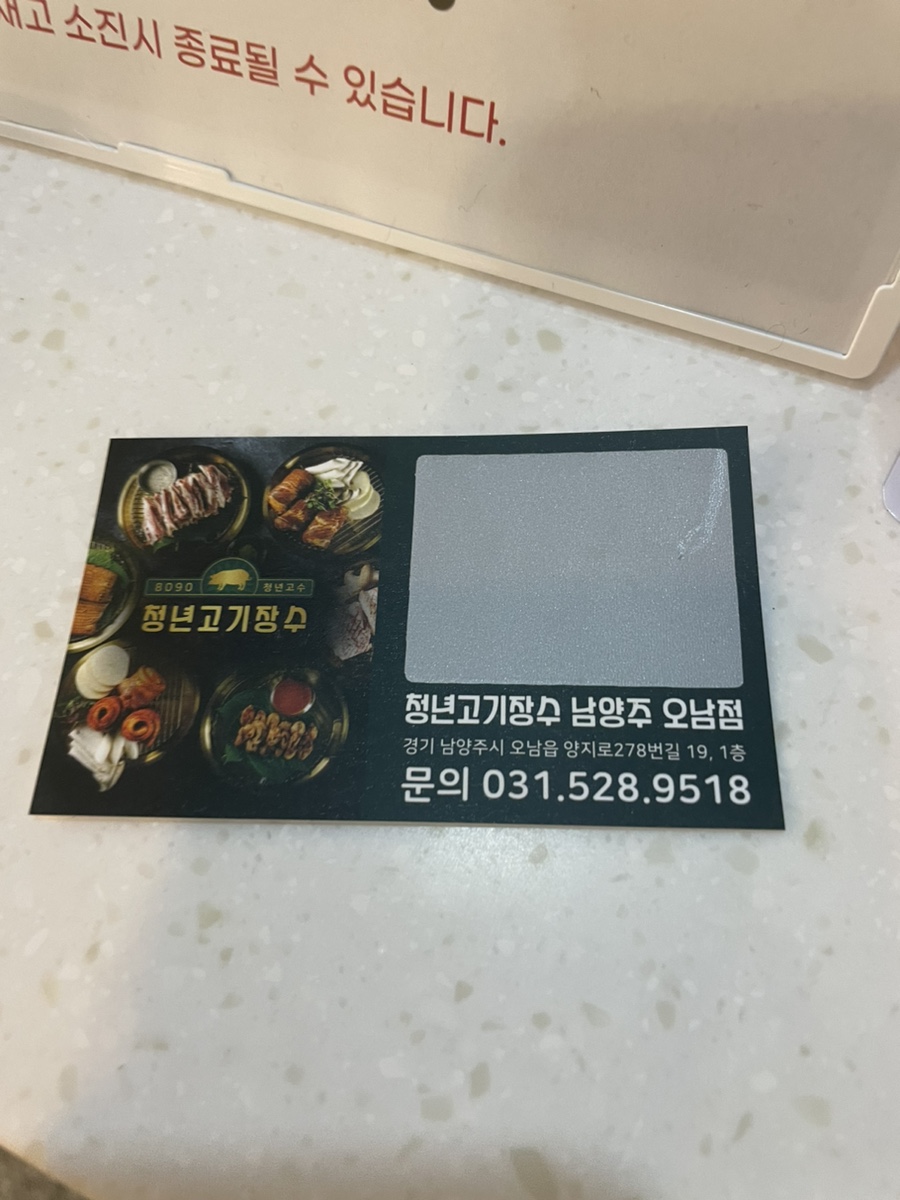 재고 소진시 종료될 수 있습니다.
8090 청년고수
청년고기장수
청년고기장수 남양주 오남점
경기 남양주시 오남읍 양지로278번길 19, 1층
문의 031.528.9518